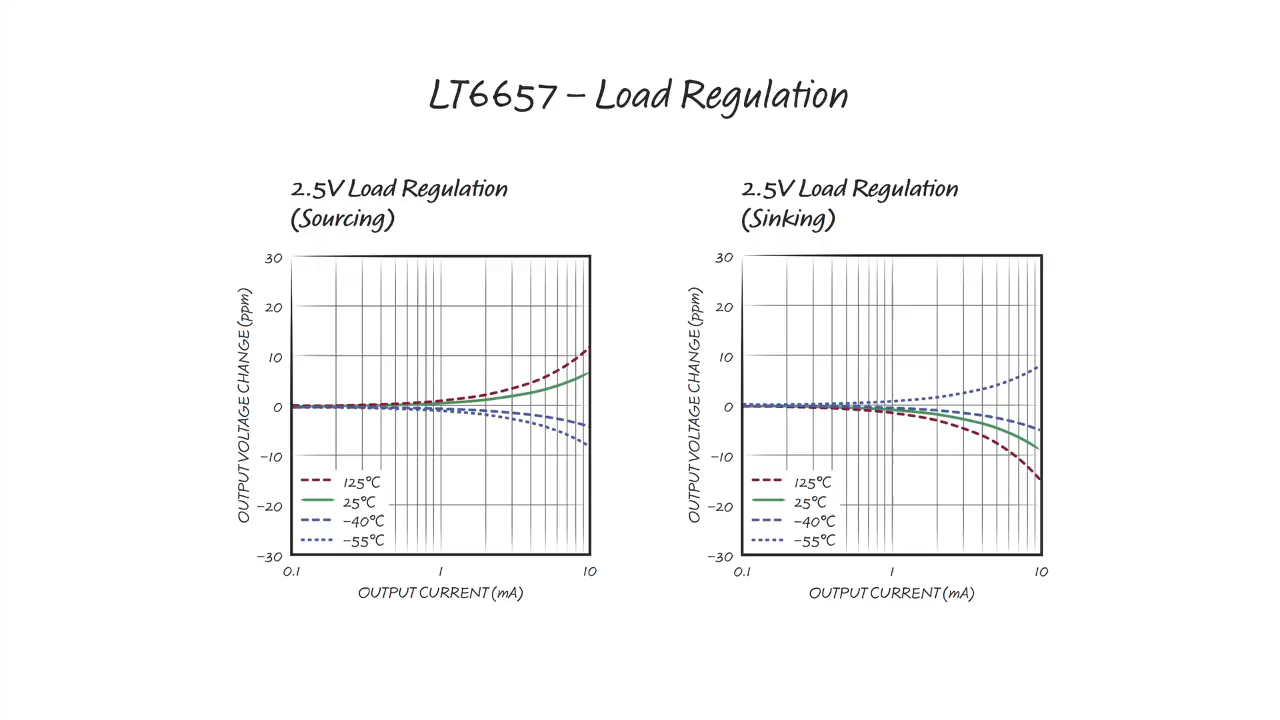 LT6657 – Load Regulation
2.5V Load Regulation
(Sourcing)
OUTPUT VOLTAGE CHANGE (ppm)
30
20
10
0
–10
–20
–30
125°C
25°C
–40°C
–55°C
0.1
1
10
OUTPUT CURRENT (mA)
2.5V Load Regulation
(Sinking)
OUTPUT VOLTAGE CHANGE (ppm)
30
20
10
0
–10
–20
–30
125°C
25°C
–40°C
–55°C
0.1
1
10
OUTPUT CURRENT (mA)